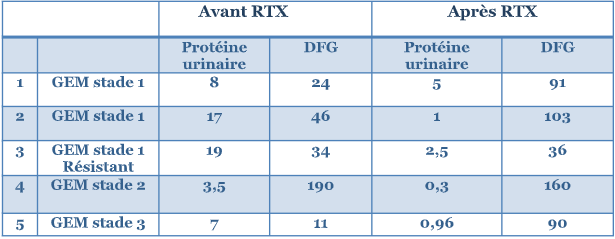 Avant RTX Après RTX
Protéine urinaire DFG Protéine urinaire DFG
1 GEM stade 1 8 24 5 91
2 GEM stade 1 17 46 1 103
3 GEM stade 1 Résistant 19 34 2,5 36
4 GEM stade 2 3,5 190 0,3 160
5 GEM stade 3 7 11 0,96 90